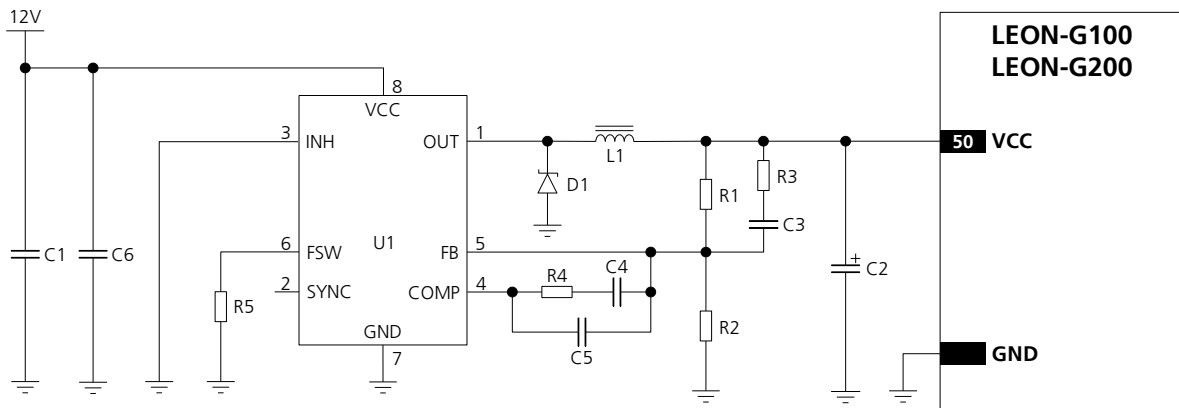 12V
LEON-G100
LEON-G200
8
VCC
3
INH
OUT
1
50
VCC
L1
D1
R1
R3
C3
C1
C6
6
FSW
U1
FB
5
C2
+
R5
2
SYNC
COMP
4
R4
C4
R2
GND
7
C5
GND